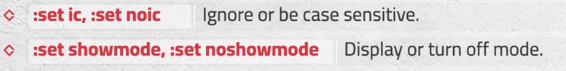 :set ic, :set noic Ignore or be case sensitive.
:set showmode, :set noshowmode Display or turn off mode.